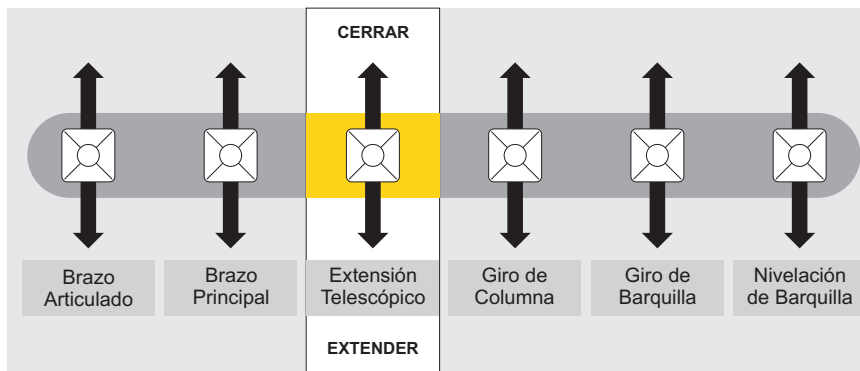 CERRAR
Brazo
Articulado
Brazo
Principal
Extensión
Telescópico
Giro de
Columna
Giro de
Barquilla
Nivelación
de Barquilla
EXTENDER